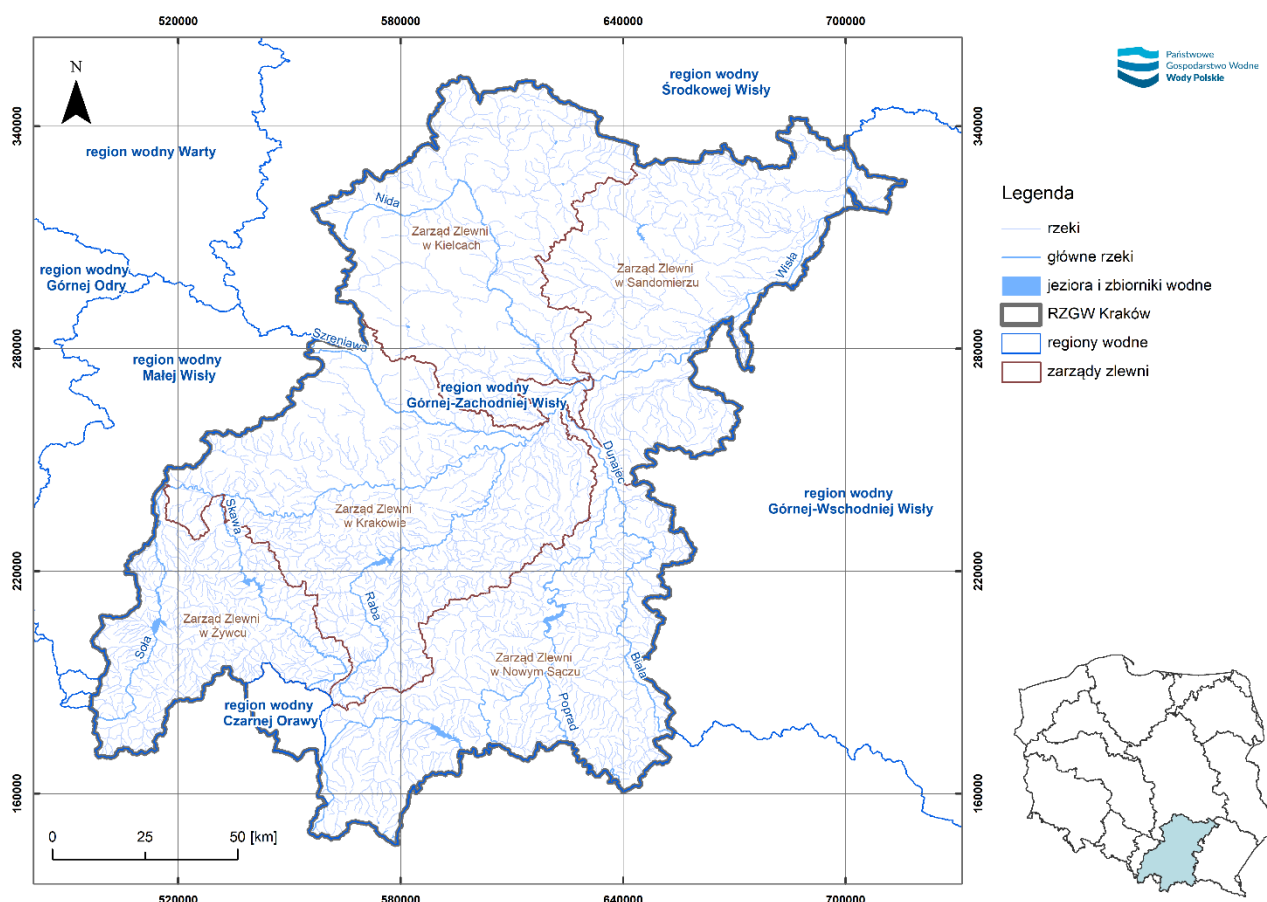 520000
580000
640000
700000
N
region wodny
Środkowej Wisły
Państwowe
Gospodarstwo Wodne
Wody Polskie
340000
340000
region wodny Warty
Legenda
rzeki
główne rzeki
jeziora i zbiorniki wodne
RZGW Kraków
regiony wodne
zarządy zlewni
Nida
Zarząd Zlewni
w Kielcach
Zarząd Zlewni
w Sandomierzu
Wisła
region wodny
Górnej Odry
280000
280000
Szreniawa
region wodny
Małej Wisły
region wodny
Górnej-Zachodniej Wisły
Dunajec
region wodny
Górnej-Wschodniej Wisły
Skawa
Zarząd Zlewni
w Krakowie
220000
220000
Raba
Zarząd Zlewni
w Żywcu
Soła
Zarząd Zlewni
w Nowym Sączu
Biała
Poprad
region wodny
Czarnej Orawy
160000
160000
0
25
50 [km]
520000
580000
640000
700000